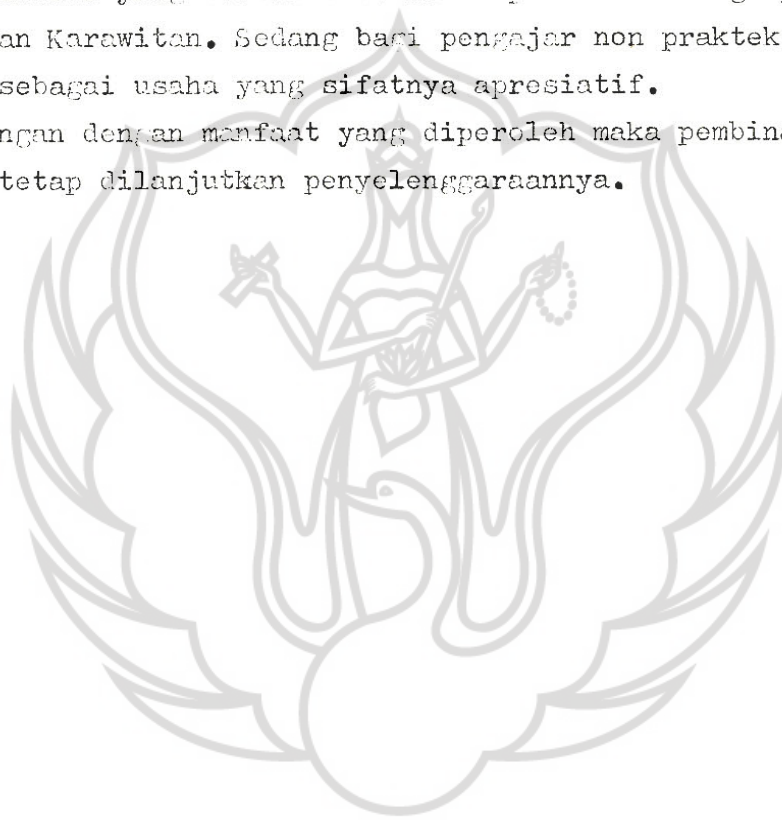 an Karawitan. Sedang bagi pengajar non praktek
sebagai usaha yang sifatnya apresiatif.
ngan dengan manfaat yang diperoleh maka pembina
tetap dilanjutkan penyelenggaraannya.